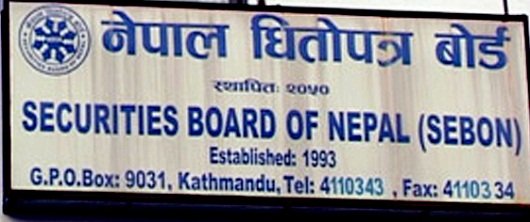 नेपाल धितोपत्र बोर्ड
स्थापितः २०५०
SECURITIES BOARD OF NEPAL (SEBON)
Established: 1993
G.P.O.Box: 9031, Kathmandu, Tel: 4110343 , Fax: 4110334